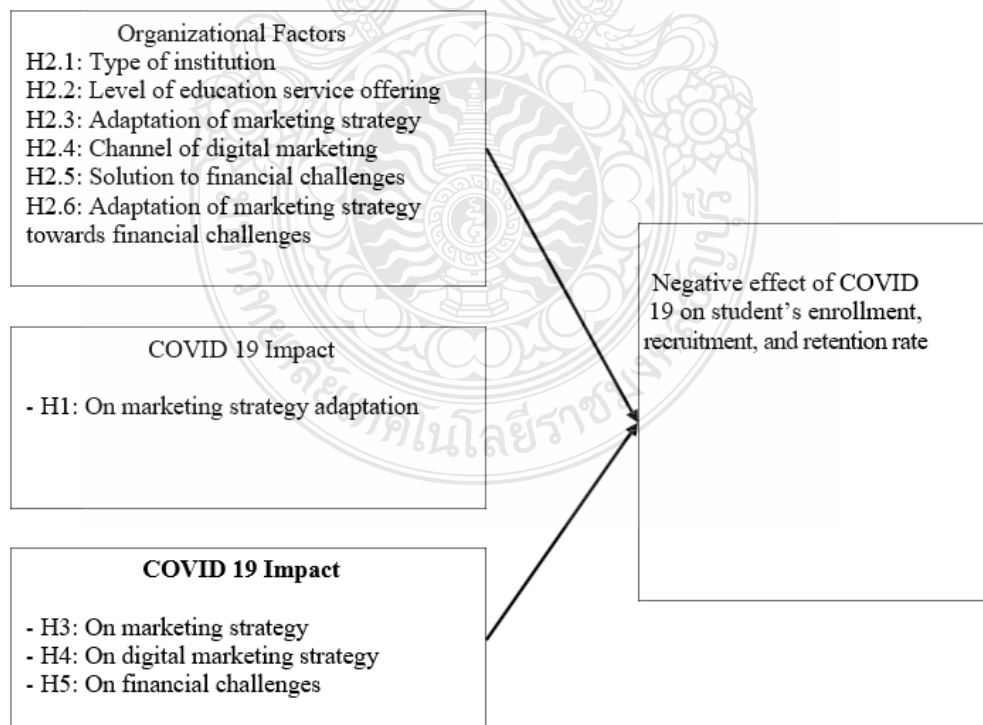 Organizational Factors
H2.1: Type of institution
H2.2: Level of education service offering
H2.3: Adaptation of marketing strategy
H2.4: Channel of digital marketing
H2.5: Solution to financial challenges
H2.6: Adaptation of marketing strategy
towards financial challenges
COVID 19 Impact
- H1: On marketing strategy adaptation
COVID 19 Impact
- H3: On marketing strategy
- H4: On digital marketing strategy
- H5: On financial challenges
Negative effect of COVID
19 on student’s enrollment,
recruitment, and retention rate